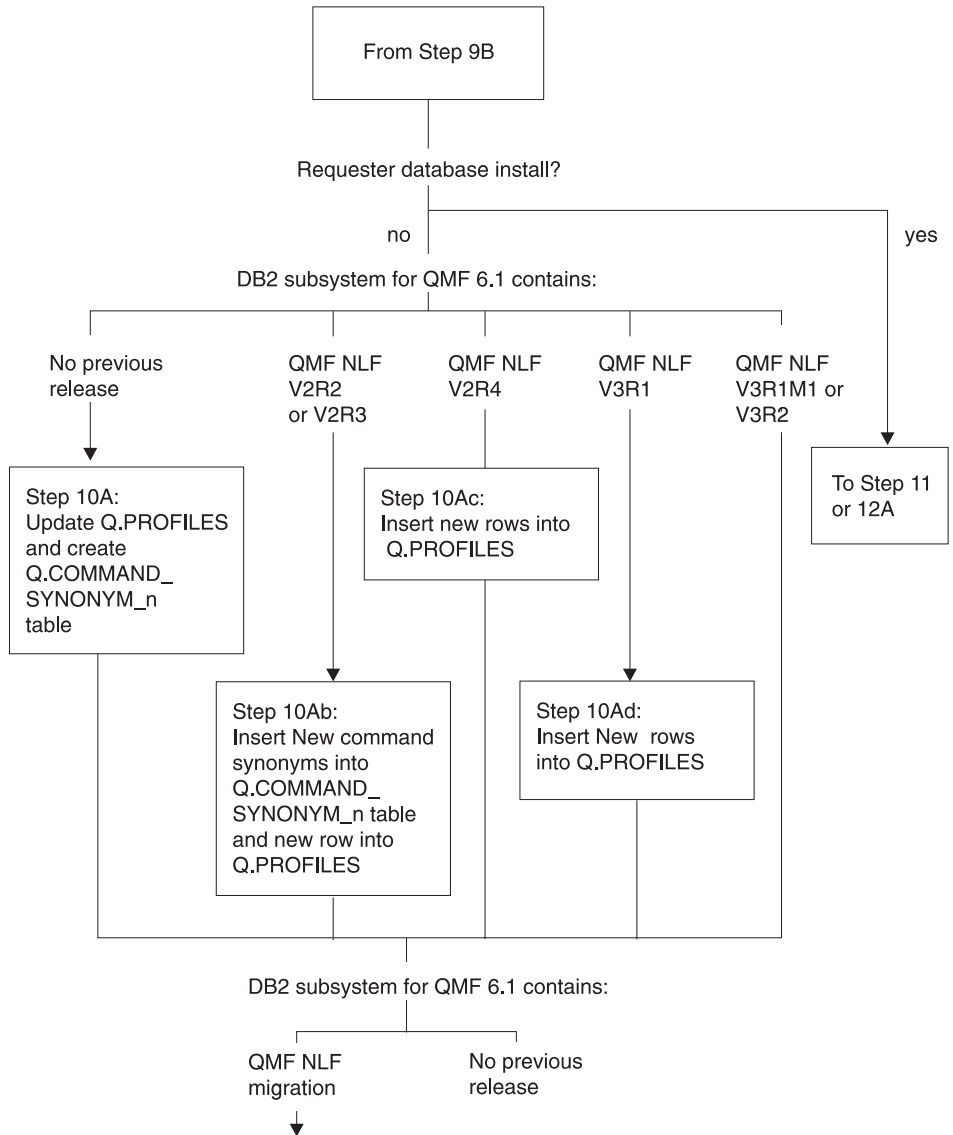 From Step 9B
Requester database install?
no
yes
DB2 subsystem for QMF 6.1 contains:
No previous
release
QMF NLF
V2R2
or V2R3
QMF NLF
V2R4
QMF NLF
V3R1
QMF NLF
V3R1M1 or
V3R2
Step 10A:
Update Q.PROFILES
and create
Q.COMMAND_
SYNONYM_n
table
Step 10Ac:
Insert new rows into
Q.PROFILES
To Step 11
or 12A
Step 10Ab:
Insert New command
synonyms into
Q.COMMAND_
SYNONYM_n table
and new row into
Q.PROFILES
Step 10Ad:
Insert New rows
into Q.PROFILES
DB2 subsystem for QMF 6.1 contains:
QMF NLF
migration
No previous
release